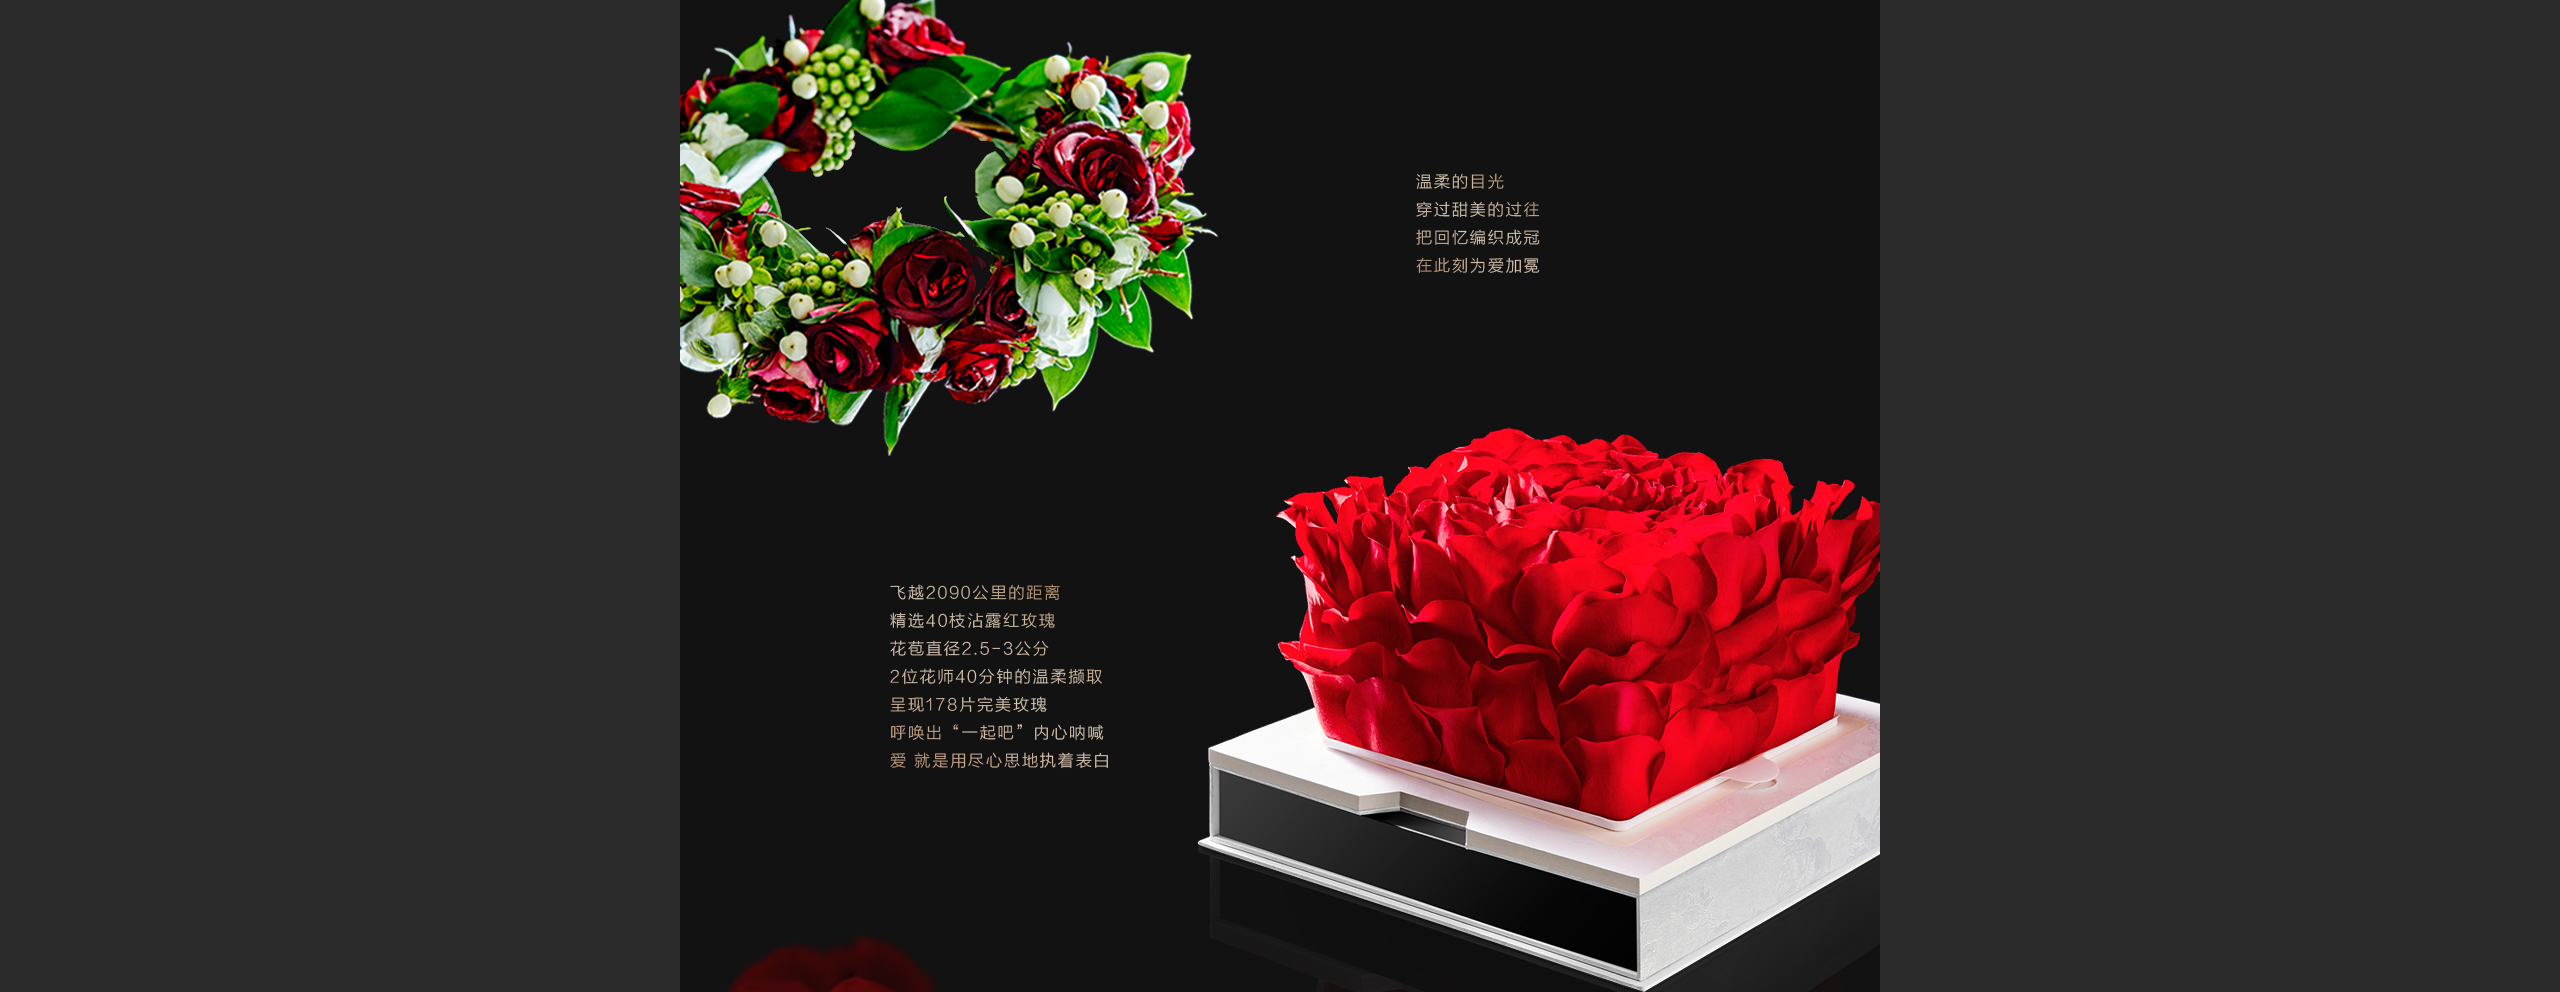 温柔的目光
穿过甜美的过往
把回忆编织成冠
在此刻为爱加冕
飞越2090公里的距离
精选40枝沾露红玫瑰
花苞直径2.5-3公分
2位花师40分钟的温柔撷取
呈现178片完美玫瑰
呼唤出“一起吧”内心呐喊
爱 就是用尽心思地执着表白